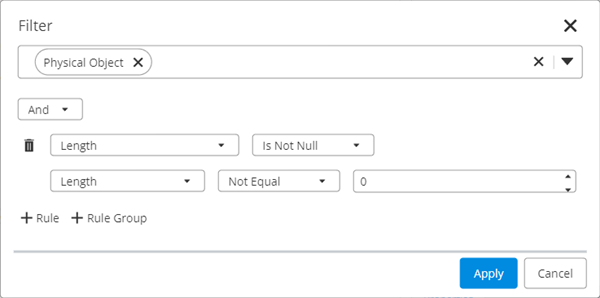 Filter
Physical Object
And
Length Is Not Null
Length Not Equal 0
Rule Rule Group
Apply Cancel